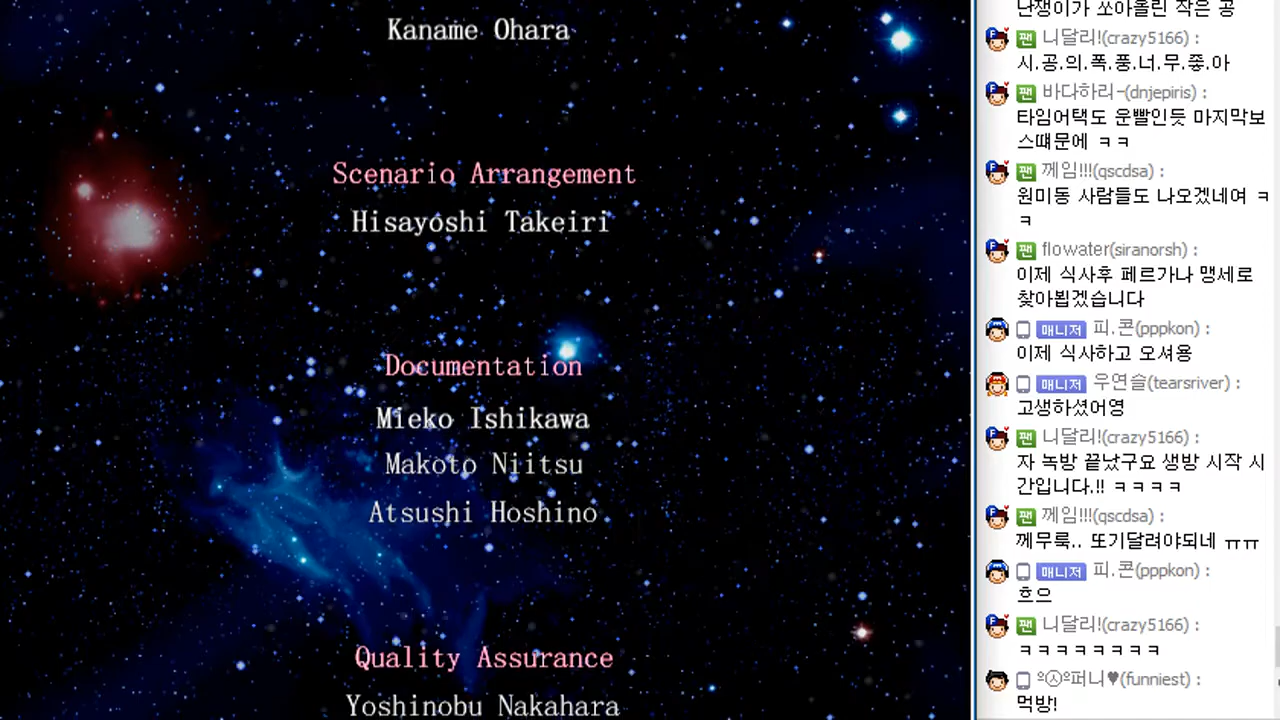 Kaname Ohara
Scenario Arrangement
Hisayoshi Takeiri
Documentation
Mieko Ishikawa
Makoto Niitsu
Atsushi Hoshino
Quality Assurance
Yoshinobu Nakahara
난쟁이가 쏘아올린 작은 공
팬 니달리!(crazy5166) :
시.공.의.폭.풍.너.무.좋.아
팬 바다하리-(dnjepiris) :
타임어택도 운빨인듯 마지막보
스떄문에 ㅋㅋ
팬 께임!!!(qscdsa) :
원미동 사람들도 나오겠네여 ㅋ
ㅋ
팬 flowater(siranorsh) :
이제 식사후 페르가나 맹세로
찾아뵙겠습니다
매니저 피.콘(pppkon) :
이제 식사하고 오셔용
매니저 우연슬(tearsriver) :
고생하셨어영
팬 니달리!(crazy5166) :
자 녹방 끝났구요 생방 시작 시
간입니다.!! ㅋㅋㅋㅋ
팬 께임!!!(qscdsa) :
께무룩.. 또기달려야되네 ㅠㅠ
매니저 피.콘(pppkon) :
흐으
팬 니달리!(crazy5166) :
ㅋㅋㅋㅋㅋㅋㅋㅋ
ºⓢº퍼니♥(funniest) :
먹방!